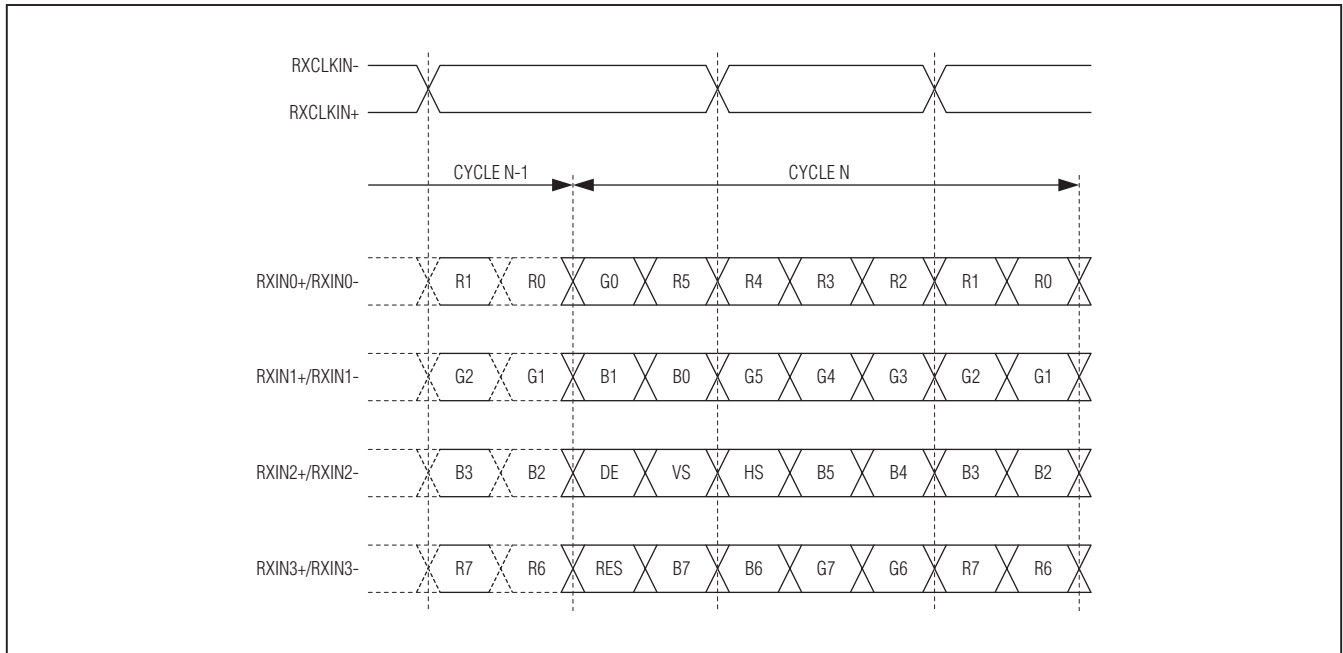 RXCLKIN-
RXCLKIN+
CYCLE N-1 CYCLE N
RXIN0+/RXIN0- R1 R0 G0 R5 R4 R3 R2 R1 R0
RXIN1+/RXIN1- G2 G1 B1 B0 G5 G4 G3 G2 G1
RXIN2+/RXIN2- B3 B2 DE VS HS B5 B4 B3 B2
RXIN3+/RXIN3- R7 R6 RES B7 B6 G7 G6 R7 R6